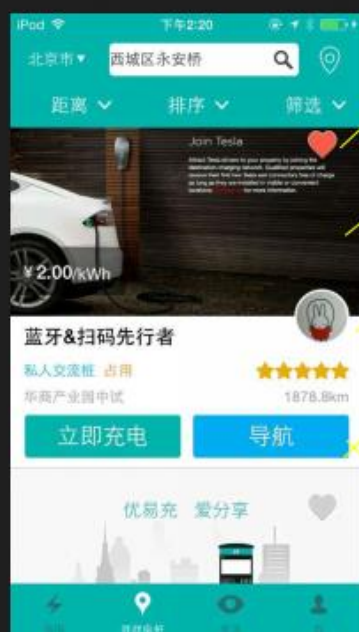 iPod 下午2:20
北京市▼ 西城区永安桥
距离 排序 筛选
Join Tesla
¥2.00/kWh
蓝牙&扫码先行者
私人交流桩 占用
华商产业园中试 1878.8km
立即充电 导航
优易充 爱分享